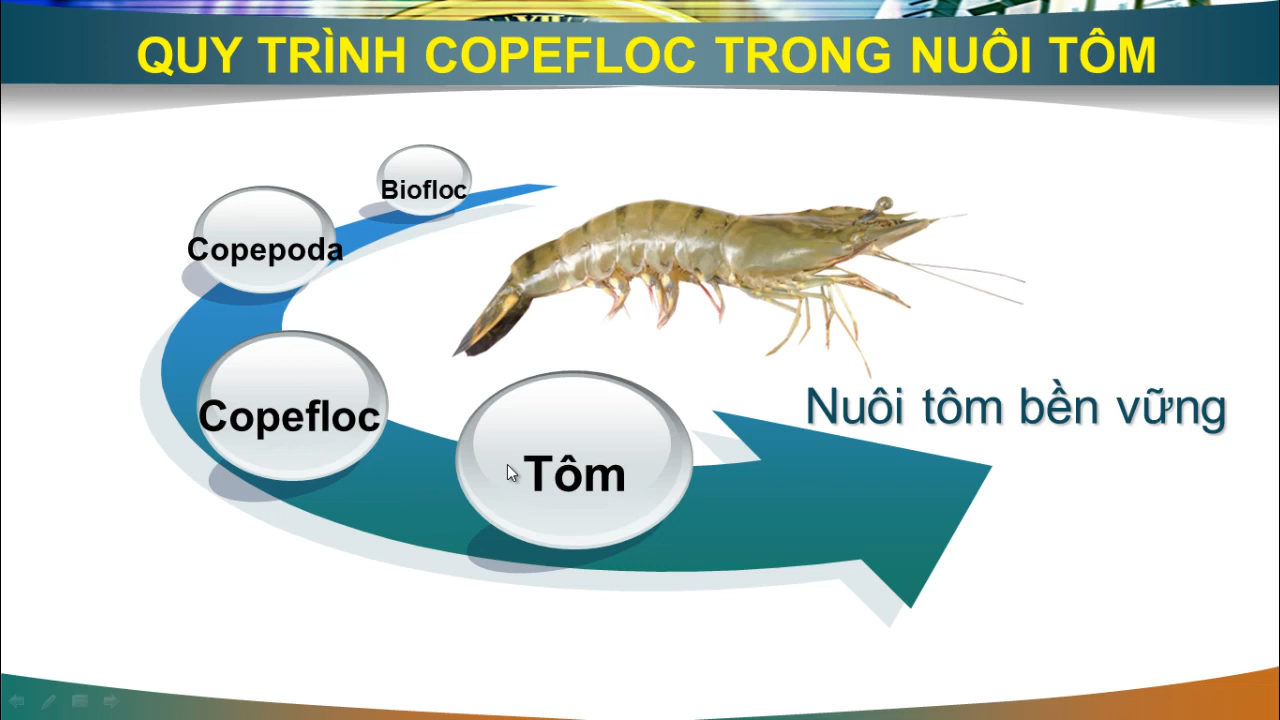 QUY TRÌNH COPEFLOC TRONG NUÔI TÔM
Biofloc
Copepoda
Copefloc
Tôm
Nuôi tôm bền vững